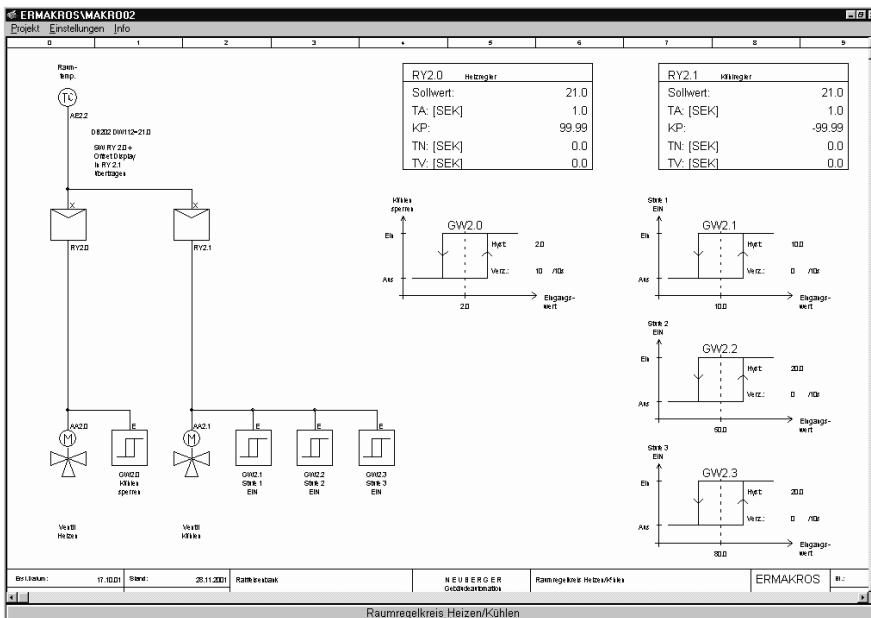 ERMAKROS\MAKRO02
Projekt Einstellungen Info
0 1 2 3 4 5 6 7 8 9
Raum-
temp.
TC
AE2.2
DB202 DW112=21.0
SW RY 2.0 +
Offset Display
in RY 2.1
übertragen
X
RY2.0
X
RY2.1
AA2.0
M
E
GW2.0
Kühlen
sperren
Ventil
Heizen
AA2.1
M
E
GW2.1
Stufe 1
EIN
E
GW2.2
Stufe 2
EIN
E
GW2.3
Stufe 3
EIN
Ventil
Kühlen
RY2.0 Heizregler
Sollwert: 21.0
TA: [SEK] 1.0
KP: 99.99
TN: [SEK] 0.0
TV: [SEK] 0.0
RY2.1 Kühlregler
Sollwert: 21.0
TA: [SEK] 1.0
KP: -99.99
TN: [SEK] 0.0
TV: [SEK] 0.0
Kühlen
sperren
GW2.0
Ein
Hyst: 2.0
Verz.: 10 /10s
Aus
2.0
Eingangs-
wert
Stufe 1
EIN
GW2.1
Ein
Hyst: 10.0
Verz.: 0 /10s
Aus
10.0
Eingangs-
wert
Stufe 2
EIN
GW2.2
Ein
Hyst: 20.0
Verz.: 0 /10s
Aus
50.0
Eingangs-
wert
Stufe 3
EIN
GW2.3
Ein
Hyst: 20.0
Verz.: 0 /10s
Aus
80.0
Eingangs-
wert
Erst.Datum: 17.10.01 Stand: 28.11.2001 Raiffeisenbank
NEUBERGER
Gebäudeautomation
Raumregelkreis Heizen/Kühlen
ERMAKROS
Bl.:
Raumregelkreis Heizen/Kühlen